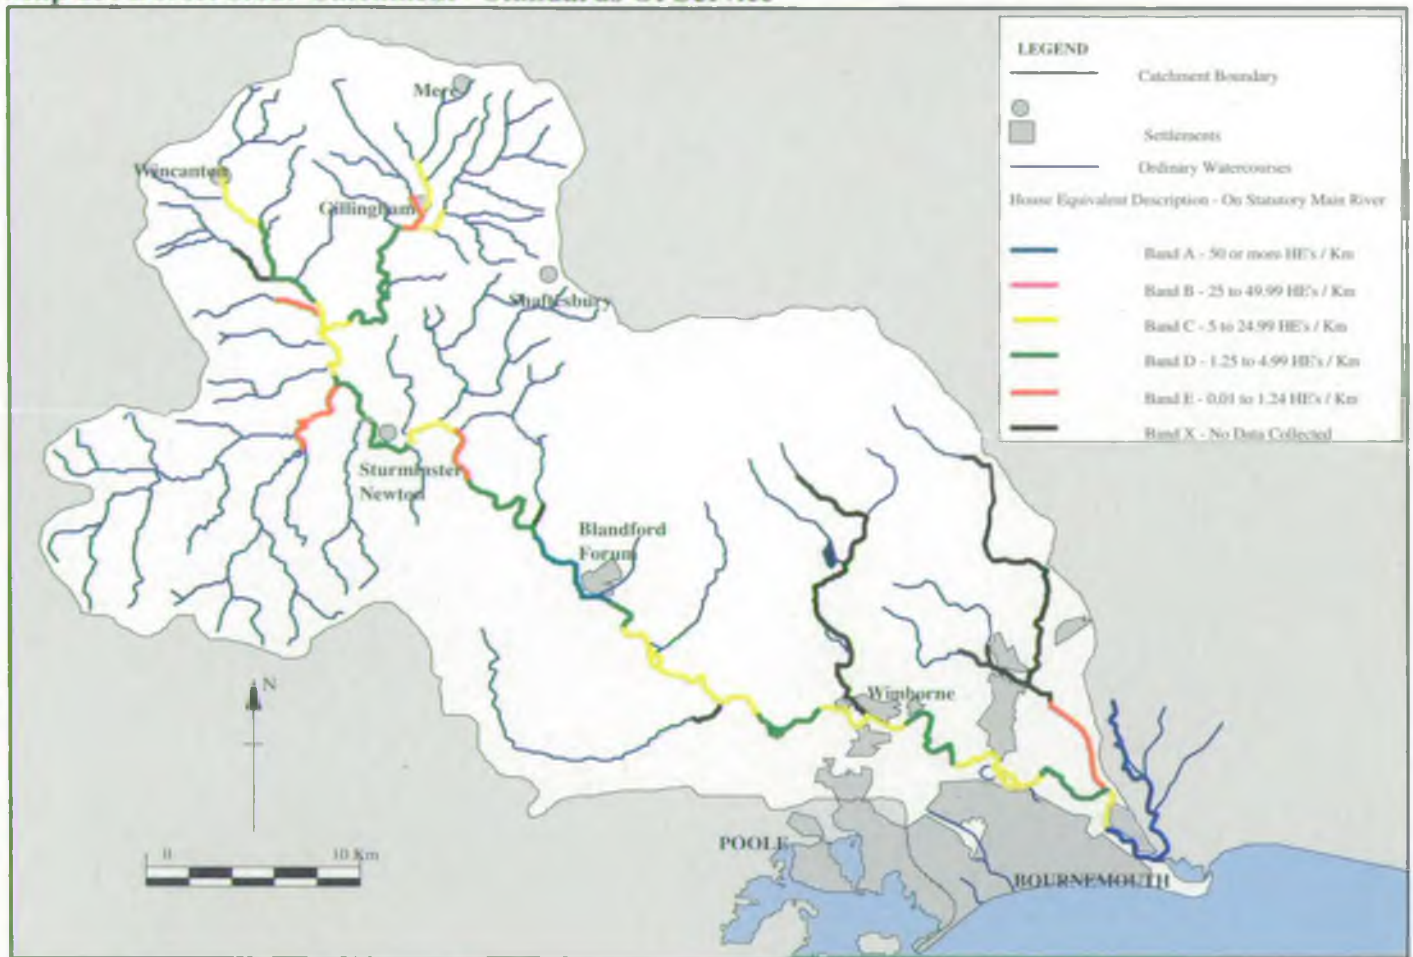 Mere
Wincanton
Gillingham
Shaftesbury
Sturminster
Newton
Blandford
Forum
Wimborne
N
0 10 Km
POOLE
BOURNEMOUTH
LEGEND
Catchment Boundary
Settlements
Ordinary Watercourses
House Equivalent Description - On Statutory Main River
Band A - 50 or more HE's / Km
Band B - 25 to 49.99 HE's / Km
Band C - 5 to 24.99 HE's / Km
Band D - 1.25 to 4.99 HE's / Km
Band E - 0.01 to 1.24 HE's / Km
Band X - No Data Collected